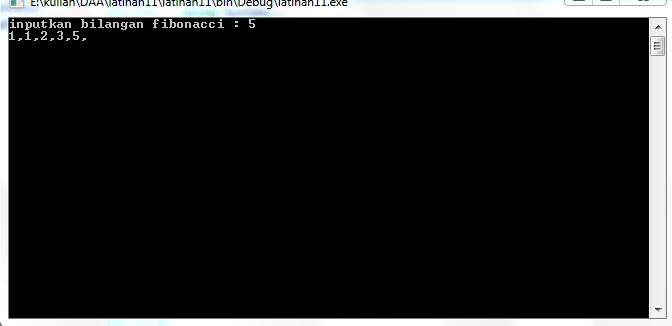 E:\kuliah\DAA\latihan11\latihan11\bin\Debug\latihan11.exe
inputkan bilangan fibonacci : 5
1,1,2,3,5,